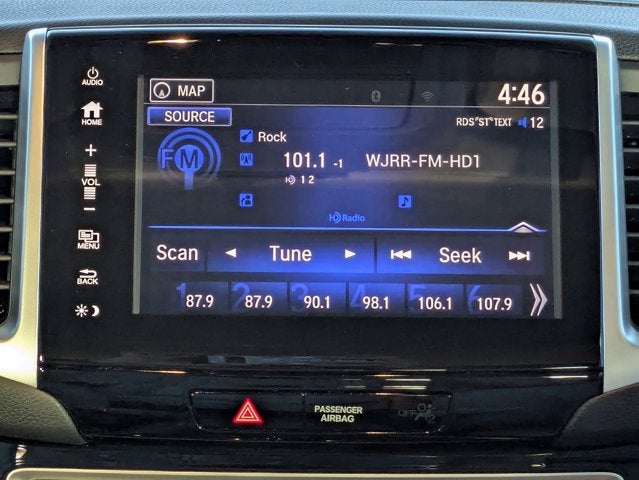 AUDIO
MAP
4:46
SOURCE
RDS "ST" TEXT 12
HOME
FM
Rock
101.1 -1 WJRR-FM-HD1
HD 1 2
+
VOL
−
HD Radio
MENU
Scan Tune Seek
BACK
1 2 3 4 5 6
87.9 87.9 90.1 98.1 106.1 107.9
PASSENGER
AIRBAG
OFF